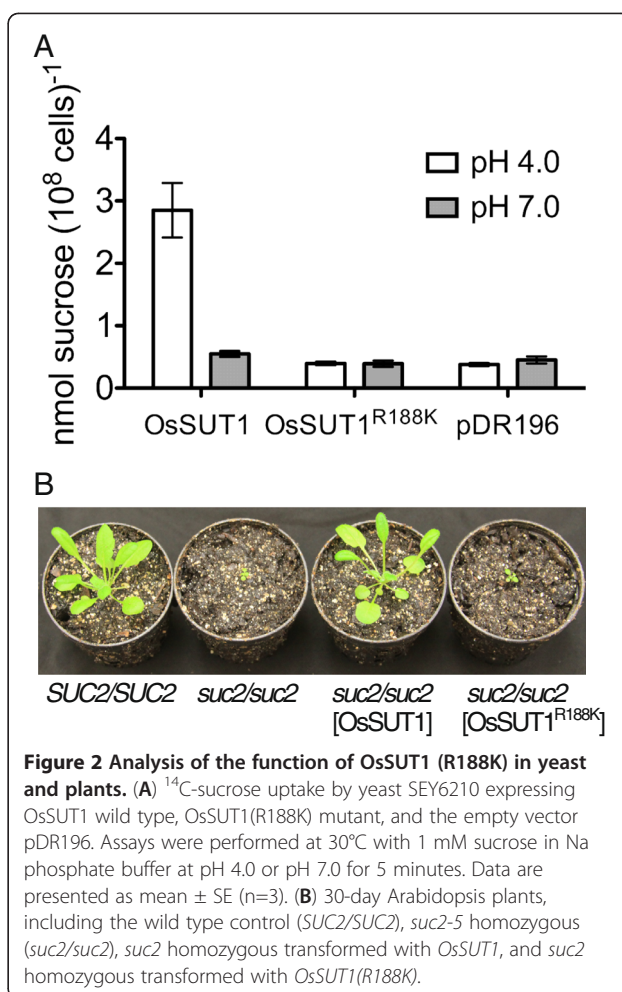 A
nmol sucrose (10⁸ cells)⁻¹
4
3
2
1
0
pH 4.0
pH 7.0
OsSUT1 OsSUT1ᴿ¹⁸⁸ᴷ pDR196
B
SUC2/SUC2 suc2/suc2 suc2/suc2 suc2/suc2
[OsSUT1] [OsSUT1ᴿ¹⁸⁸ᴷ]
Figure 2 Analysis of the function of OsSUT1 (R188K) in yeast
and plants. (A) ¹⁴C-sucrose uptake by yeast SEY6210 expressing
OsSUT1 wild type, OsSUT1(R188K) mutant, and the empty vector
pDR196. Assays were performed at 30°C with 1 mM sucrose in Na
phosphate buffer at pH 4.0 or pH 7.0 for 5 minutes. Data are
presented as mean ± SE (n=3). (B) 30-day Arabidopsis plants,
including the wild type control (SUC2/SUC2), suc2-5 homozygous
(suc2/suc2), suc2 homozygous transformed with OsSUT1, and suc2
homozygous transformed with OsSUT1(R188K).